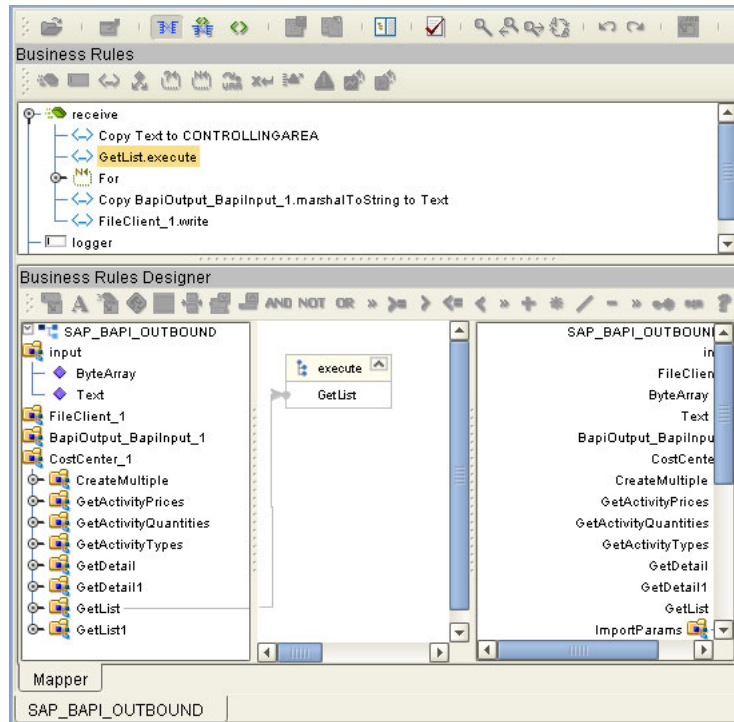 Business Rules
receive
Copy Text to CONTROLLINGAREA
GetList.execute
For
Copy BapiOutput_BapiInput_1.marshalToString to Text
FileClient_1.write
logger
Business Rules Designer
A AND NOT OR » >= > <= < » + * / - » ?
SAP_BAPI_OUTBOUND
input
ByteArray
Text
FileClient_1
BapiOutput_BapiInput_1
CostCenter_1
CreateMultiple
GetActivityPrices
GetActivityQuantities
GetActivityTypes
GetDetail
GetDetail1
GetList
GetList1
execute
GetList
SAP_BAPI_OUTBOUN
in
FileClien
ByteArray
Text
BapiOutput_BapiInpu
CostCente
CreateMultiple
GetActivityPrices
GetActivityQuantities
GetActivityTypes
GetDetail
GetDetail1
GetList
ImportParams
Mapper
SAP_BAPI_OUTBOUND